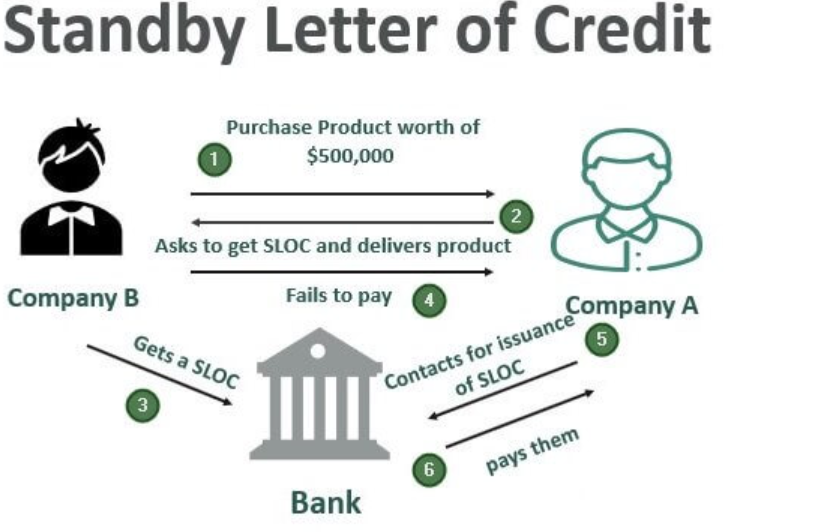 Standby Letter of Credit
Purchase Product worth of
$500,000
1
2
Asks to get SLOC and delivers product
Fails to pay
4
Company B
Company A
Gets a SLOC
3
Contacts for issuance
of SLOC
5
6
pays them
Bank